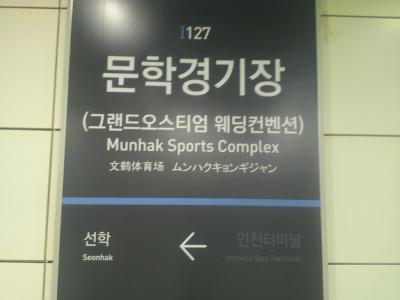 I127
문학경기장
(그랜드오스티엄 웨딩컨벤션)
Munhak Sports Complex
文鹤体育场 ムンハクキョンギジャン
선학 ← 인천터미널
Seonhak Incheon Bus Terminal